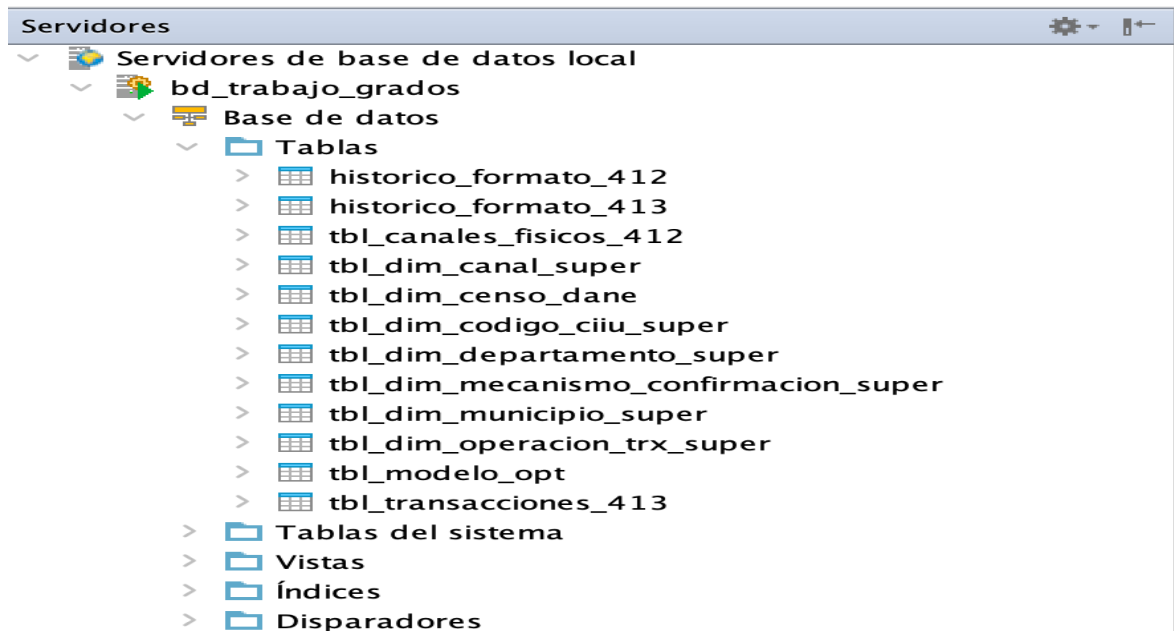 Servidores
Servidores de base de datos local
bd_trabajo_grados
Base de datos
Tablas
historico_formato_412
historico_formato_413
tbl_canales_fisicos_412
tbl_dim_canal_super
tbl_dim_censo_dane
tbl_dim_codigo_ciiu_super
tbl_dim_departamento_super
tbl_dim_mecanismo_confirmacion_super
tbl_dim_municipio_super
tbl_dim_operacion_trx_super
tbl_modelo_opt
tbl_transacciones_413
Tablas del sistema
Vistas
Índices
Disparadores